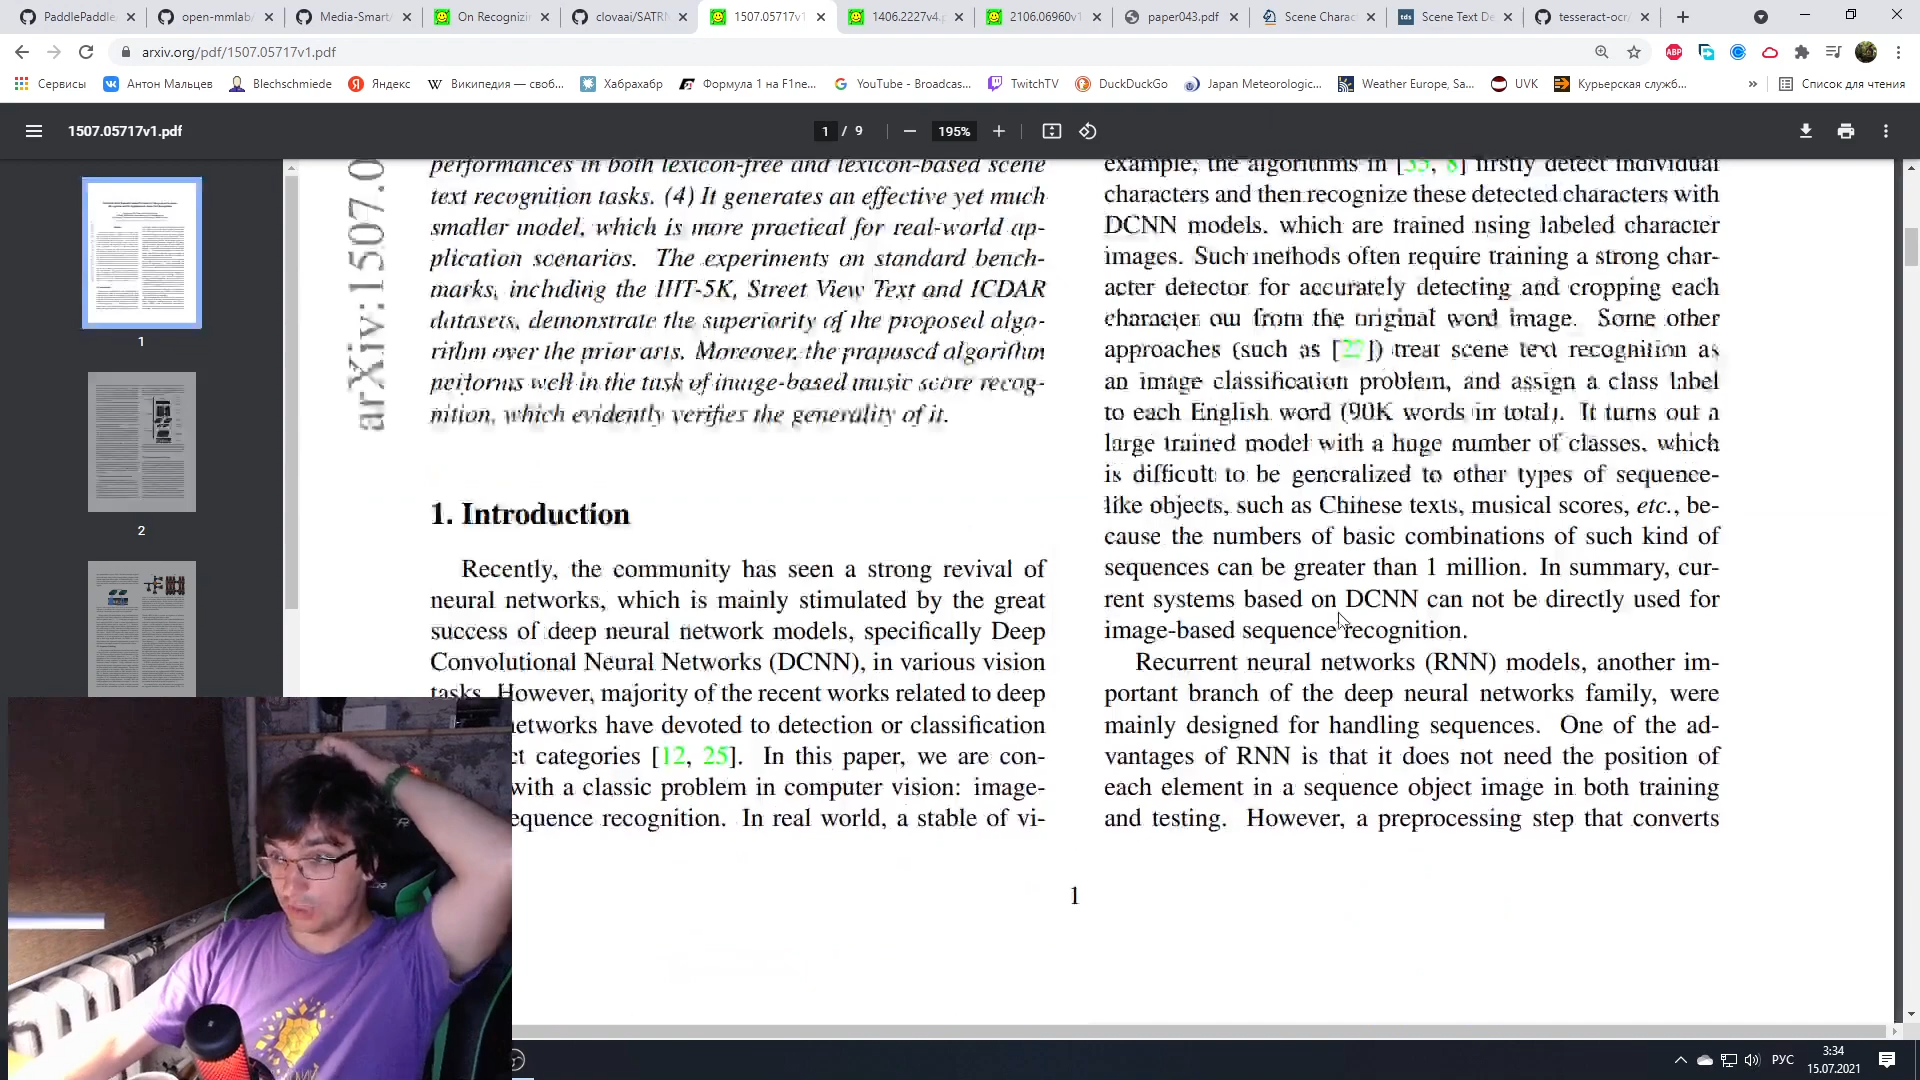 PaddlePaddle
open-mmlab/
Media-Smart/
On Recognizin
clovaai/SATRN
1507.05717v1
1406.2227v4.p
2106.06960v1
paper043.pdf
Scene Charac
Scene Text De
tesseract-ocr/
arxiv.org/pdf/1507.05717v1.pdf
Сервисы
Антон Мальцев
Blechschmiede
Яндекс
Википедия — своб...
Хабрахабр
Формула 1 на F1ne...
YouTube - Broadcas...
TwitchTV
DuckDuckGo
Japan Meteorologic...
Weather Europe, Sa...
UVK
Курьерская служб...
»
Список для чтения
1507.05717v1.pdf
1 / 9
195%
1
2
arXiv:1507.0
performances in both lexicon-free and lexicon-based scene
text recognition tasks. (4) It generates an effective yet much
smaller model, which is more practical for real-world ap-
plication scenarios. The experiments on standard bench-
marks, including the IIIT-5K, Street View Text and ICDAR
datasets, demonstrate the superiority of the proposed algo-
rithm over the prior arts. Moreover, the proposed algorithm
performs well in the task of image-based music score recog-
nition, which evidently verifies the generality of it.
1. Introduction
Recently, the community has seen a strong revival of
neural networks, which is mainly stimulated by the great
success of deep neural network models, specifically Deep
Convolutional Neural Networks (DCNN), in various vision
tasks. However, majority of the recent works related to deep
networks have devoted to detection or classification
ct categories [12, 25]. In this paper, we are con-
with a classic problem in computer vision: image-
equence recognition. In real world, a stable of vi-
example, the algorithms in [35, 8] firstly detect individual
characters and then recognize these detected characters with
DCNN models, which are trained using labeled character
images. Such methods often require training a strong char-
acter detector for accurately detecting and cropping each
character out from the original word image. Some other
approaches (such as [22]) treat scene text recognition as
an image classification problem, and assign a class label
to each English word (90K words in total). It turns out a
large trained model with a huge number of classes, which
is difficult to be generalized to other types of sequence-
like objects, such as Chinese texts, musical scores, etc., be-
cause the numbers of basic combinations of such kind of
sequences can be greater than 1 million. In summary, cur-
rent systems based on DCNN can not be directly used for
image-based sequence recognition.
Recurrent neural networks (RNN) models, another im-
portant branch of the deep neural networks family, were
mainly designed for handling sequences. One of the ad-
vantages of RNN is that it does not need the position of
each element in a sequence object image in both training
and testing. However, a preprocessing step that converts
1
РУС
3:34
15.07.2021